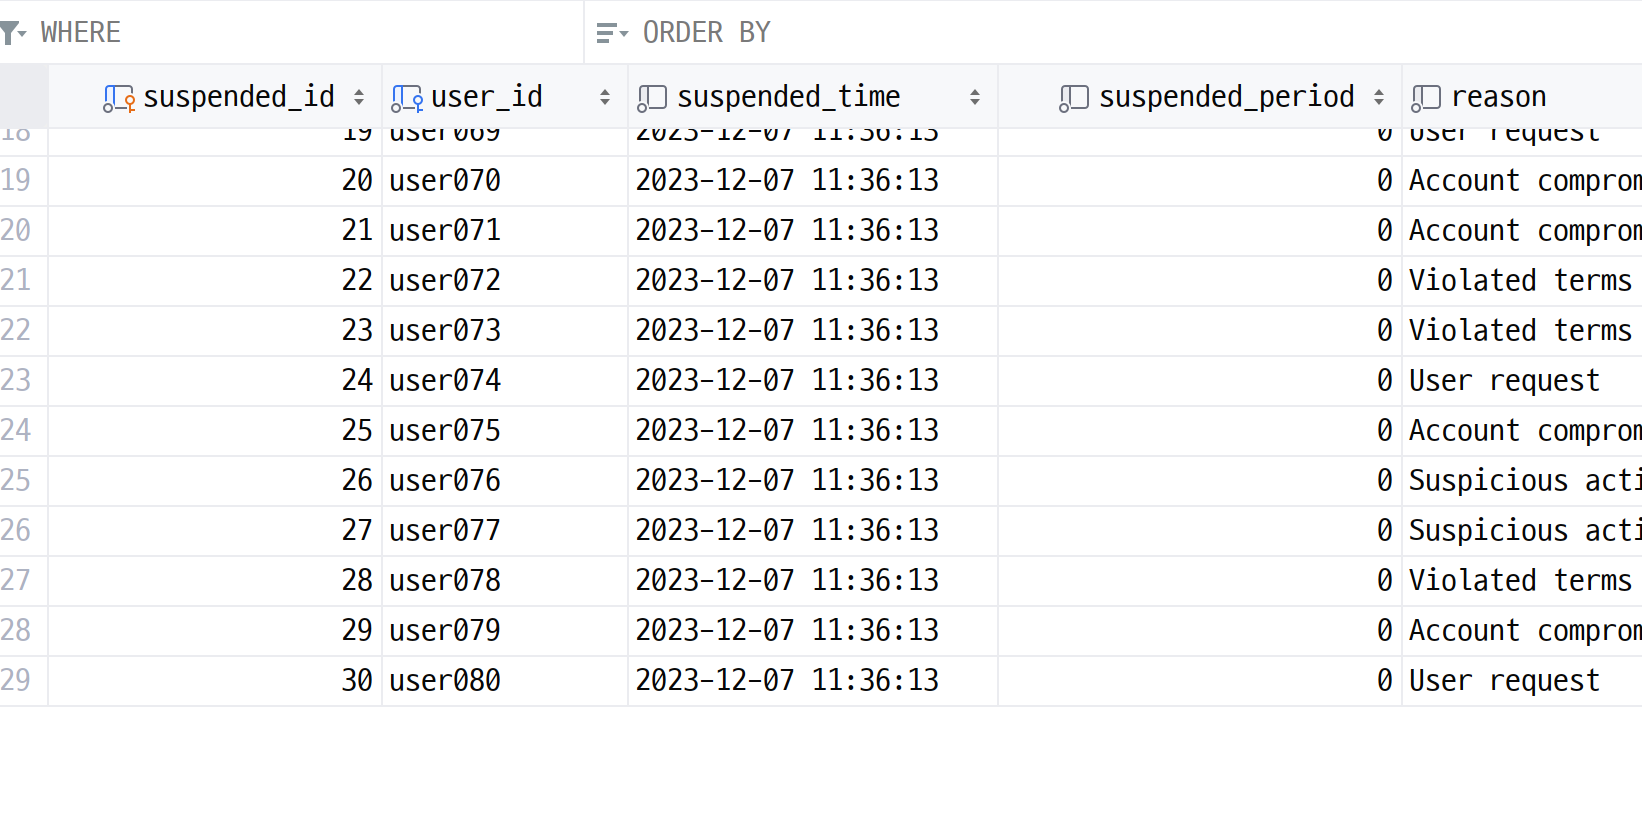 WHERE ORDER BY
suspended_id user_id suspended_time suspended_period reason
18 19 user069 2023-12-07 11:36:13 0 User request
19 20 user070 2023-12-07 11:36:13 0 Account comprom
20 21 user071 2023-12-07 11:36:13 0 Account comprom
21 22 user072 2023-12-07 11:36:13 0 Violated terms
22 23 user073 2023-12-07 11:36:13 0 Violated terms
23 24 user074 2023-12-07 11:36:13 0 User request
24 25 user075 2023-12-07 11:36:13 0 Account comprom
25 26 user076 2023-12-07 11:36:13 0 Suspicious acti
26 27 user077 2023-12-07 11:36:13 0 Suspicious acti
27 28 user078 2023-12-07 11:36:13 0 Violated terms
28 29 user079 2023-12-07 11:36:13 0 Account comprom
29 30 user080 2023-12-07 11:36:13 0 User request